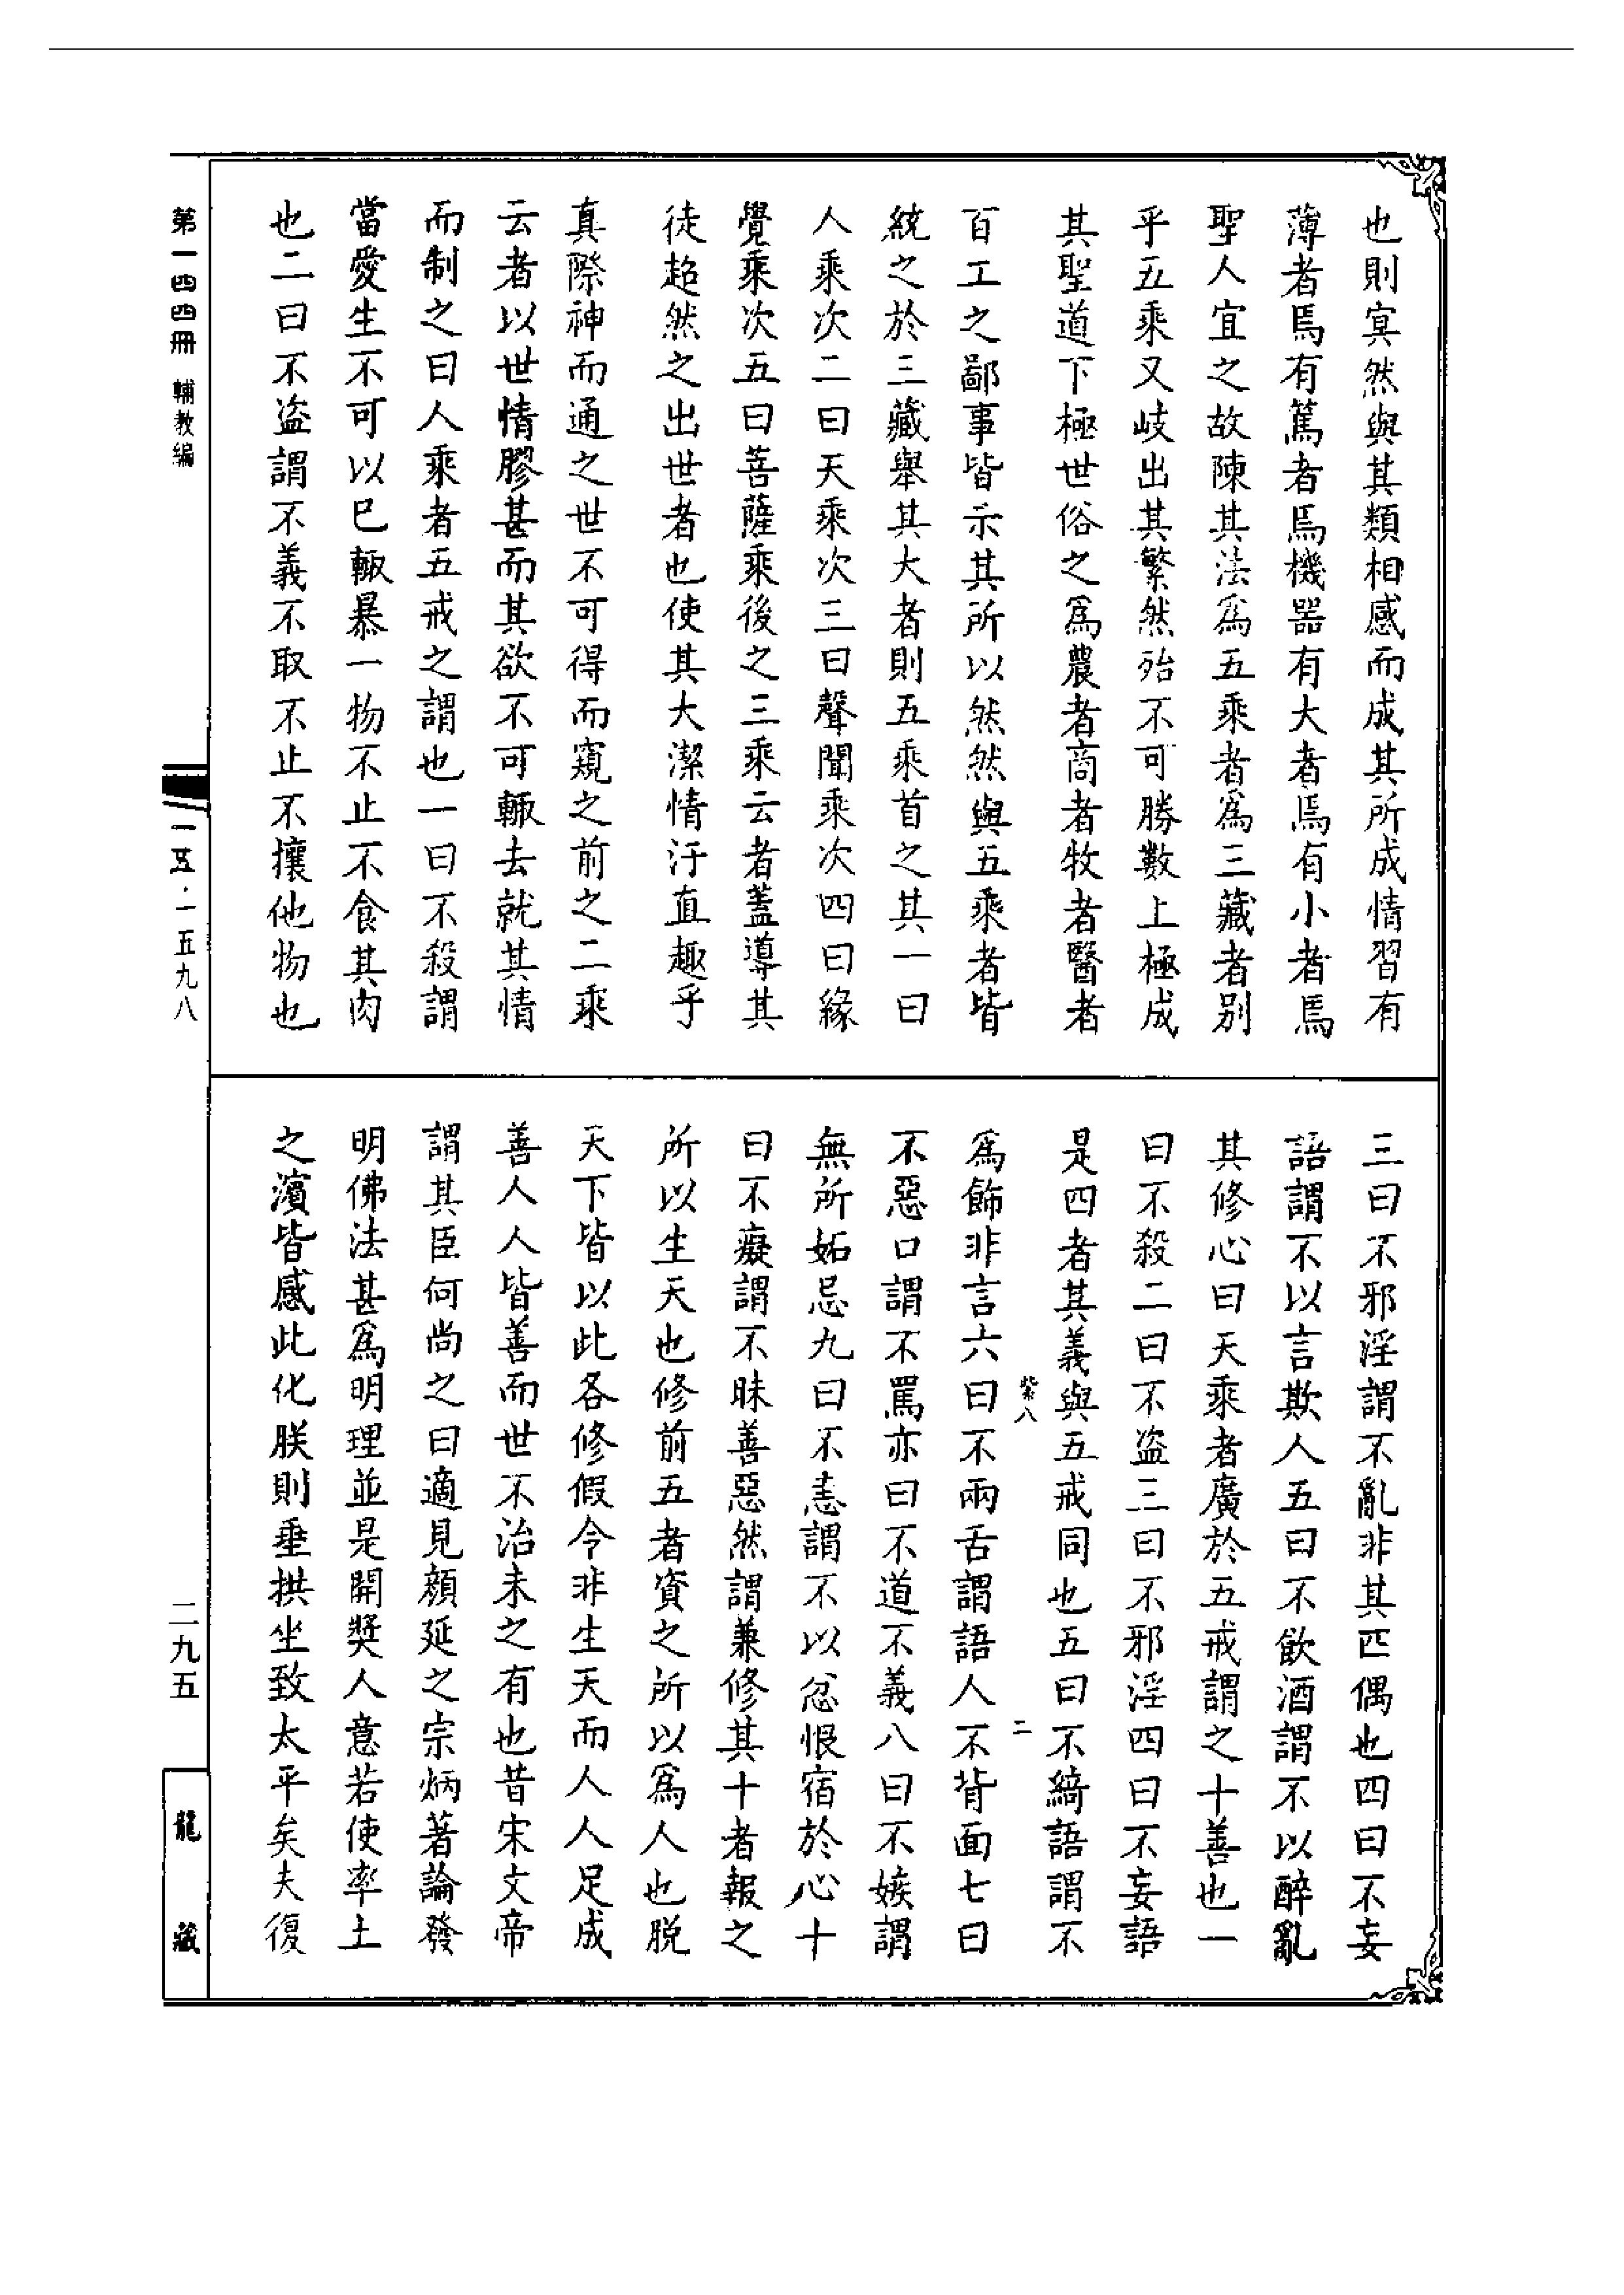 也則冥然與其類相感而成其所成情習有
薄者焉有篤者焉機器有大者焉有小者焉
聖人宜之故陳其法爲五乘者爲三藏者別
乎五乘又岐出其繁然殆不可勝數上極成
其聖道下極世俗之爲農者商者牧者醫者
百工之鄙事皆示其所以然然與五乘者皆
統之於三藏舉其大者則五乘首之其一曰
人乘次二曰天乘次三曰聲聞乘次四曰緣
覺乘次五曰菩薩乘後之三乘云者蓋導其
徒超然之出世者也使其大潔情汙直趣乎
真際神而通之世不可得而窺之前之二乘
云者以世情膠甚而其欲不可輙去就其情
而制之曰人乘者五戒之謂也一曰不殺謂
當愛生不可以已輙暴一物不止不食其肉
也二曰不盜謂不義不取不止不攘他物也
三曰不邪淫謂不亂非其匹偶也四曰不妄
語謂不以言欺人五曰不飲酒謂不以醉亂
其修心曰天乘者廣於五戒謂之十善也一
曰不殺二曰不盜三曰不邪淫四曰不妄語
是四者其義與五戒同也五曰不綺語謂不
紫八 二
爲飾非言六曰不兩舌謂語人不背面七曰
不惡口謂不罵亦曰不道不義八曰不嫉謂
無所妬忌九曰不恚謂不以忿恨宿於心十
曰不癡謂不昧善惡然謂兼修其十者報之
所以生天也修前五者資之所以爲人也脫
天下皆以此各修假令非生天而人人足成
善人人皆善而世不治未之有也昔宋文帝
謂其臣何尚之曰適見顏延之宗炳著論發
明佛法甚爲明理並是開奬人意若使率土
之濱皆感此化朕則垂拱坐致太平矣夫復
第一四四冊 輔教編
一五·一五九八
二九五
龍藏